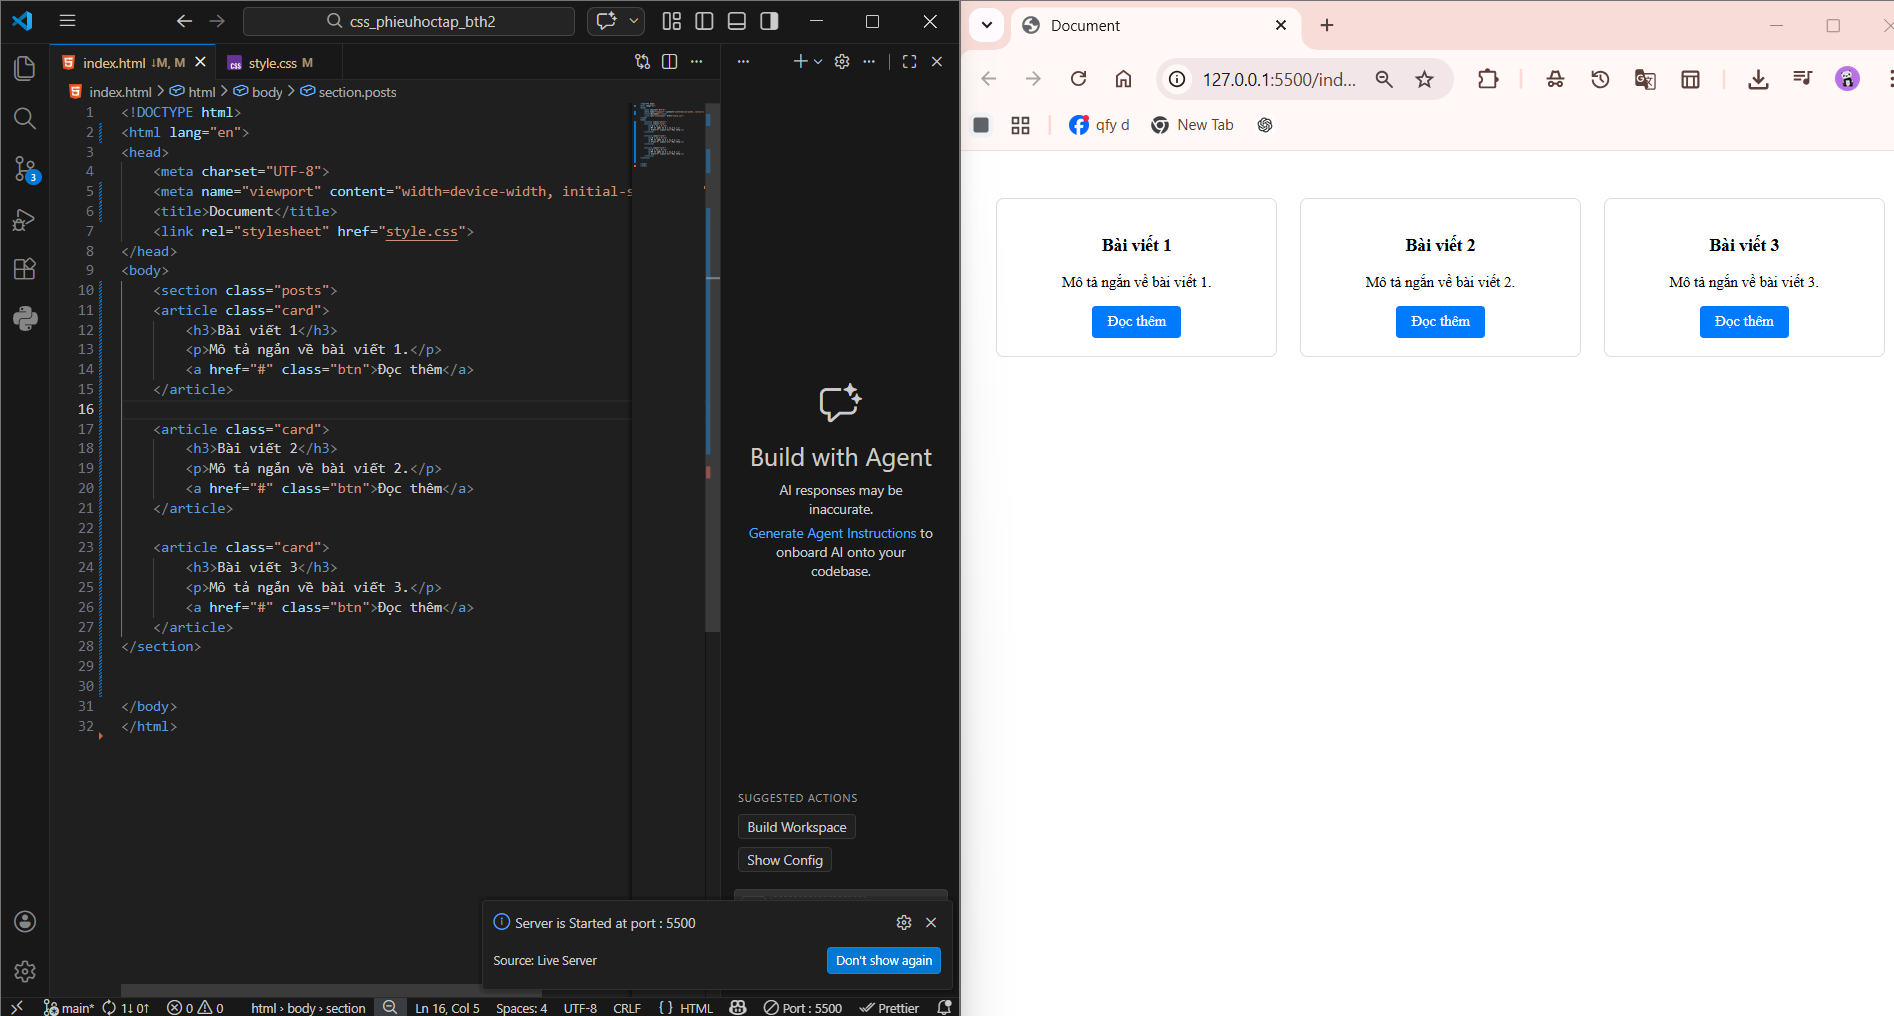 css_phieuhoctap_bth2
index.html ↓M, M
style.css M
index.html > html > body > section.posts
1 <!DOCTYPE html>
2 <html lang="en">
3 <head>
4 <meta charset="UTF-8">
5 <meta name="viewport" content="width=device-width, initial-s
6 <title>Document</title>
7 <link rel="stylesheet" href="style.css">
8 </head>
9 <body>
10 <section class="posts">
11 <article class="card">
12 <h3>Bài viết 1</h3>
13 <p>Mô tả ngắn về bài viết 1.</p>
14 <a href="#" class="btn">Đọc thêm</a>
15 </article>
16
17 <article class="card">
18 <h3>Bài viết 2</h3>
19 <p>Mô tả ngắn về bài viết 2.</p>
20 <a href="#" class="btn">Đọc thêm</a>
21 </article>
22
23 <article class="card">
24 <h3>Bài viết 3</h3>
25 <p>Mô tả ngắn về bài viết 3.</p>
26 <a href="#" class="btn">Đọc thêm</a>
27 </article>
28 </section>
29
30
31 </body>
32 </html>
3
Build with Agent
AI responses may be
inaccurate.
Generate Agent Instructions to
onboard AI onto your
codebase.
SUGGESTED ACTIONS
Build Workspace
Show Config
Server is Started at port : 5500
Source: Live Server
Don't show again
main* 1↓ 0↑ 0 0 html > body > section Ln 16, Col 5 Spaces: 4 UTF-8 CRLF { } HTML Port : 5500 Prettier
Document
127.0.0.1:5500/ind...
qfy d
New Tab
Bài viết 1
Mô tả ngắn về bài viết 1.
Đọc thêm
Bài viết 2
Mô tả ngắn về bài viết 2.
Đọc thêm
Bài viết 3
Mô tả ngắn về bài viết 3.
Đọc thêm